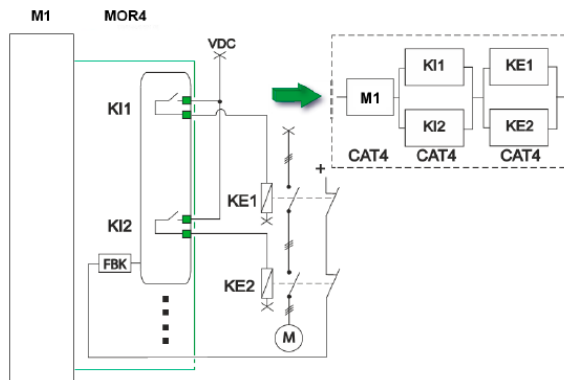 M1 MOR4
VDC
KI1
KI2
FBK
KE1
KE2
+
M
M1
KI1
KI2
KE1
KE2
CAT4 CAT4 CAT4